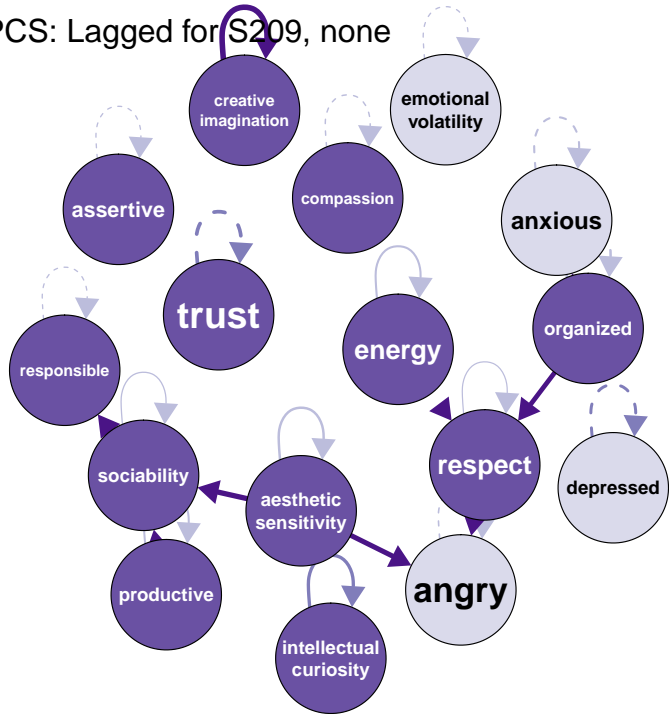 PCS: Lagged for S209, none
creative
imagination
emotional
volatility
compassion
assertive
anxious
trust
organized
energy
responsible
respect
sociability
depressed
aesthetic
sensitivity
productive
angry
intellectual
curiosity